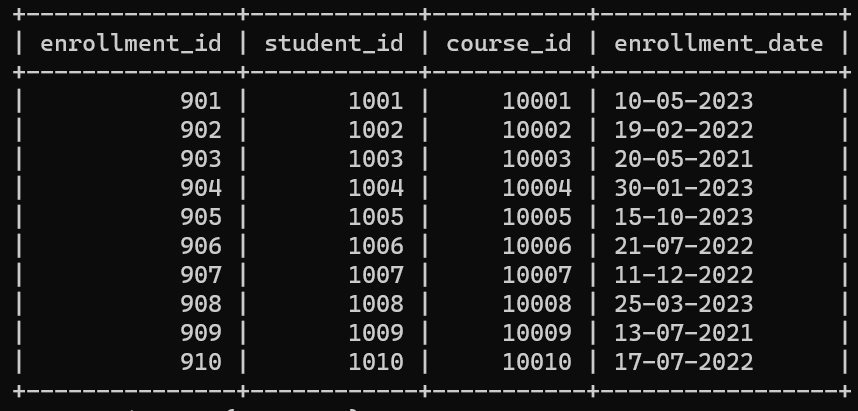 +---------------+------------+-----------+-----------------+
| enrollment_id | student_id | course_id | enrollment_date |
+---------------+------------+-----------+-----------------+
|           901 |       1001 |     10001 | 10-05-2023      |
|           902 |       1002 |     10002 | 19-02-2022      |
|           903 |       1003 |     10003 | 20-05-2021      |
|           904 |       1004 |     10004 | 30-01-2023      |
|           905 |       1005 |     10005 | 15-10-2023      |
|           906 |       1006 |     10006 | 21-07-2022      |
|           907 |       1007 |     10007 | 11-12-2022      |
|           908 |       1008 |     10008 | 25-03-2023      |
|           909 |       1009 |     10009 | 13-07-2021      |
|           910 |       1010 |     10010 | 17-07-2022      |
+---------------+------------+-----------+-----------------+